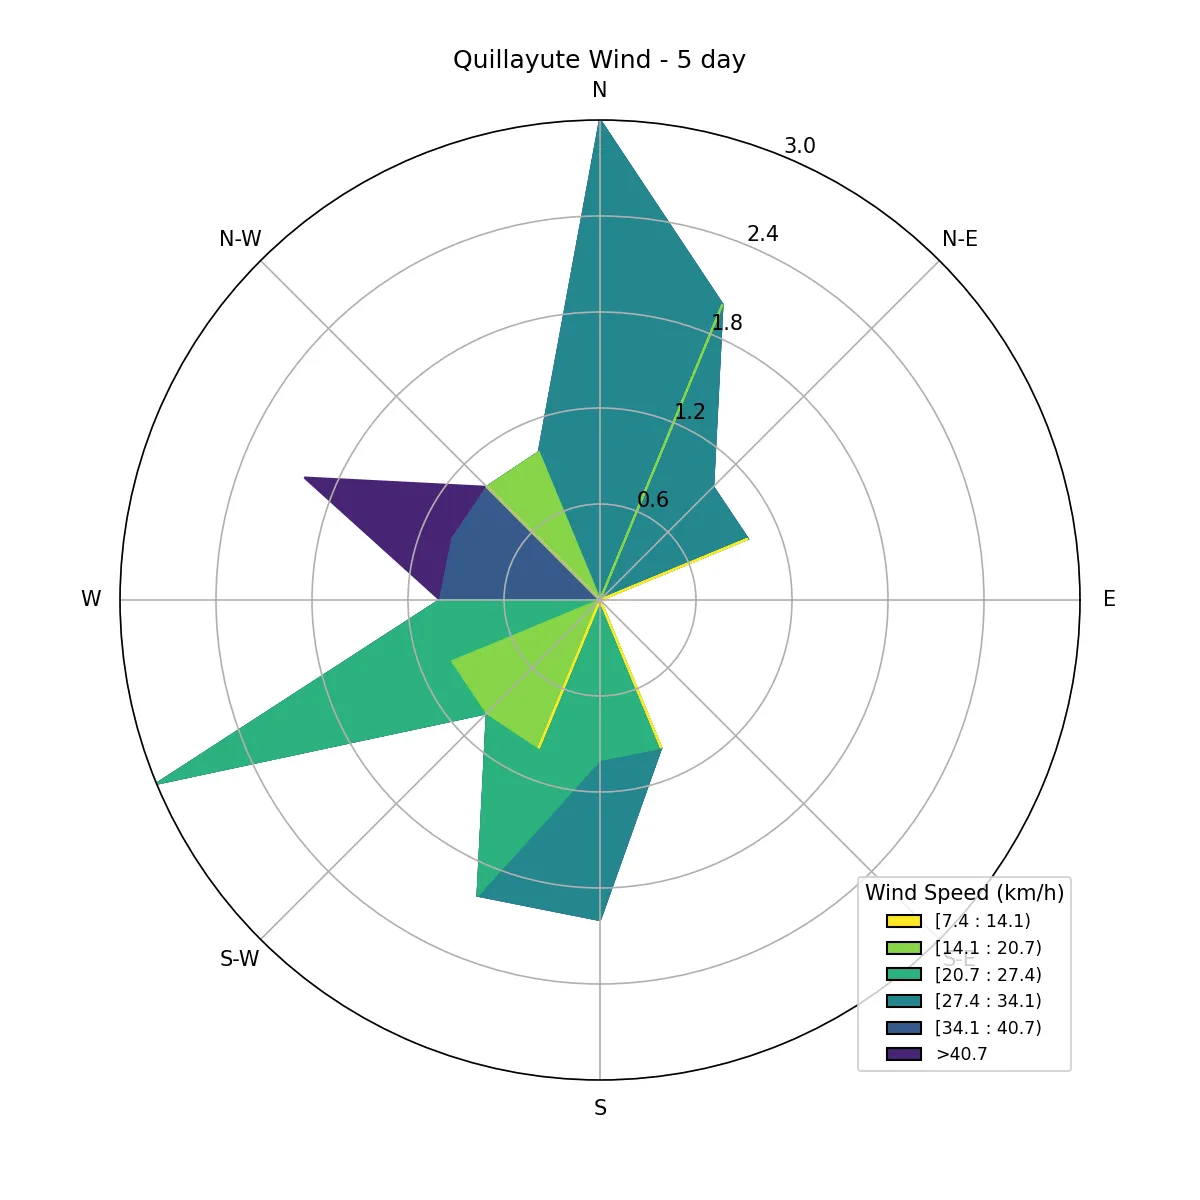 Quillayute Wind - 5 day
N
3.0
2.4
N-W
N-E
1.8
1.2
0.6
W
E
Wind Speed (km/h)
[7.4 : 14.1)
[14.1 : 20.7)
S-W
S-E
[20.7 : 27.4)
[27.4 : 34.1)
[34.1 : 40.7)
>40.7
S